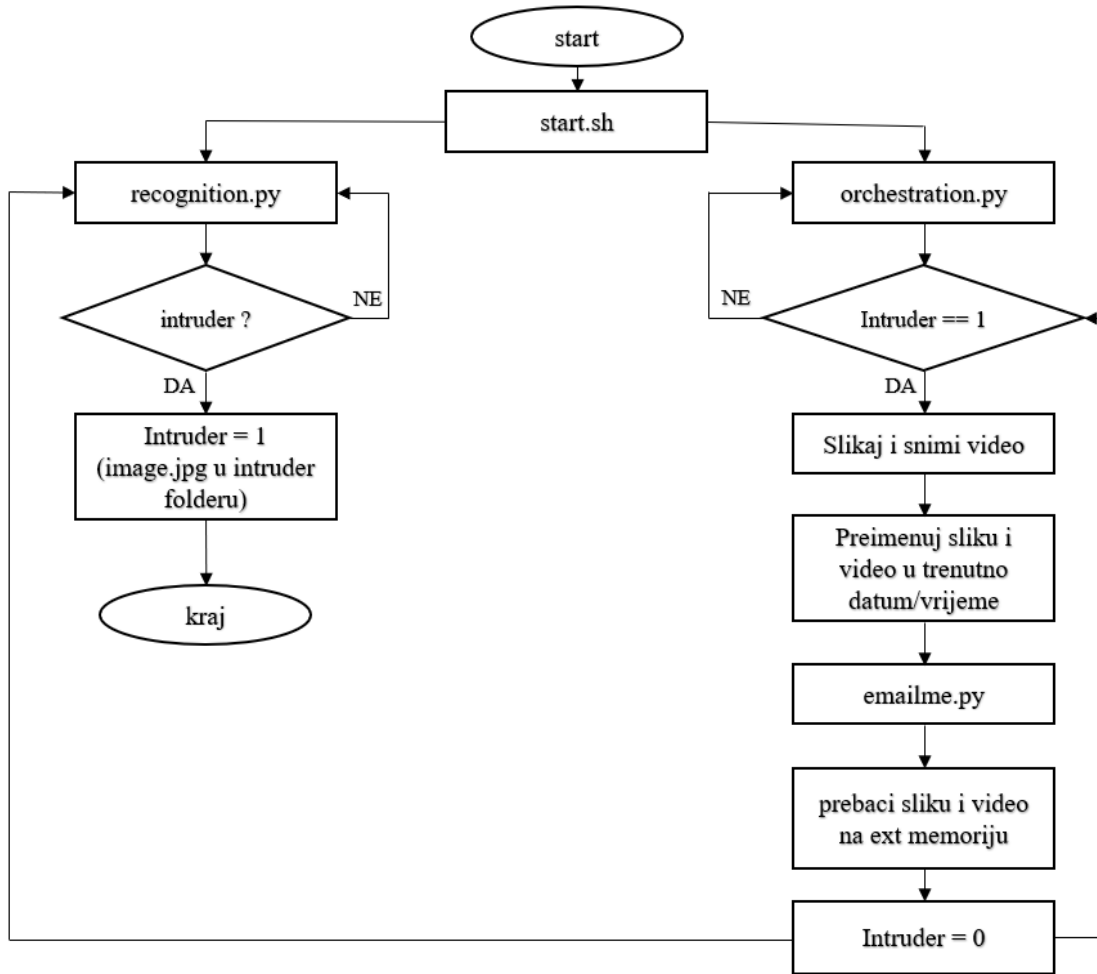 start
start.sh
recognition.py
orchestration.py
intruder ?
NE
NE
Intruder == 1
DA
DA
Intruder = 1
(image.jpg u intruder
folderu)
Slikaj i snimi video
Preimenuj sliku i
video u trenutno
datum/vrijeme
kraj
emailme.py
prebaci sliku i video
na ext memoriju
Intruder = 0